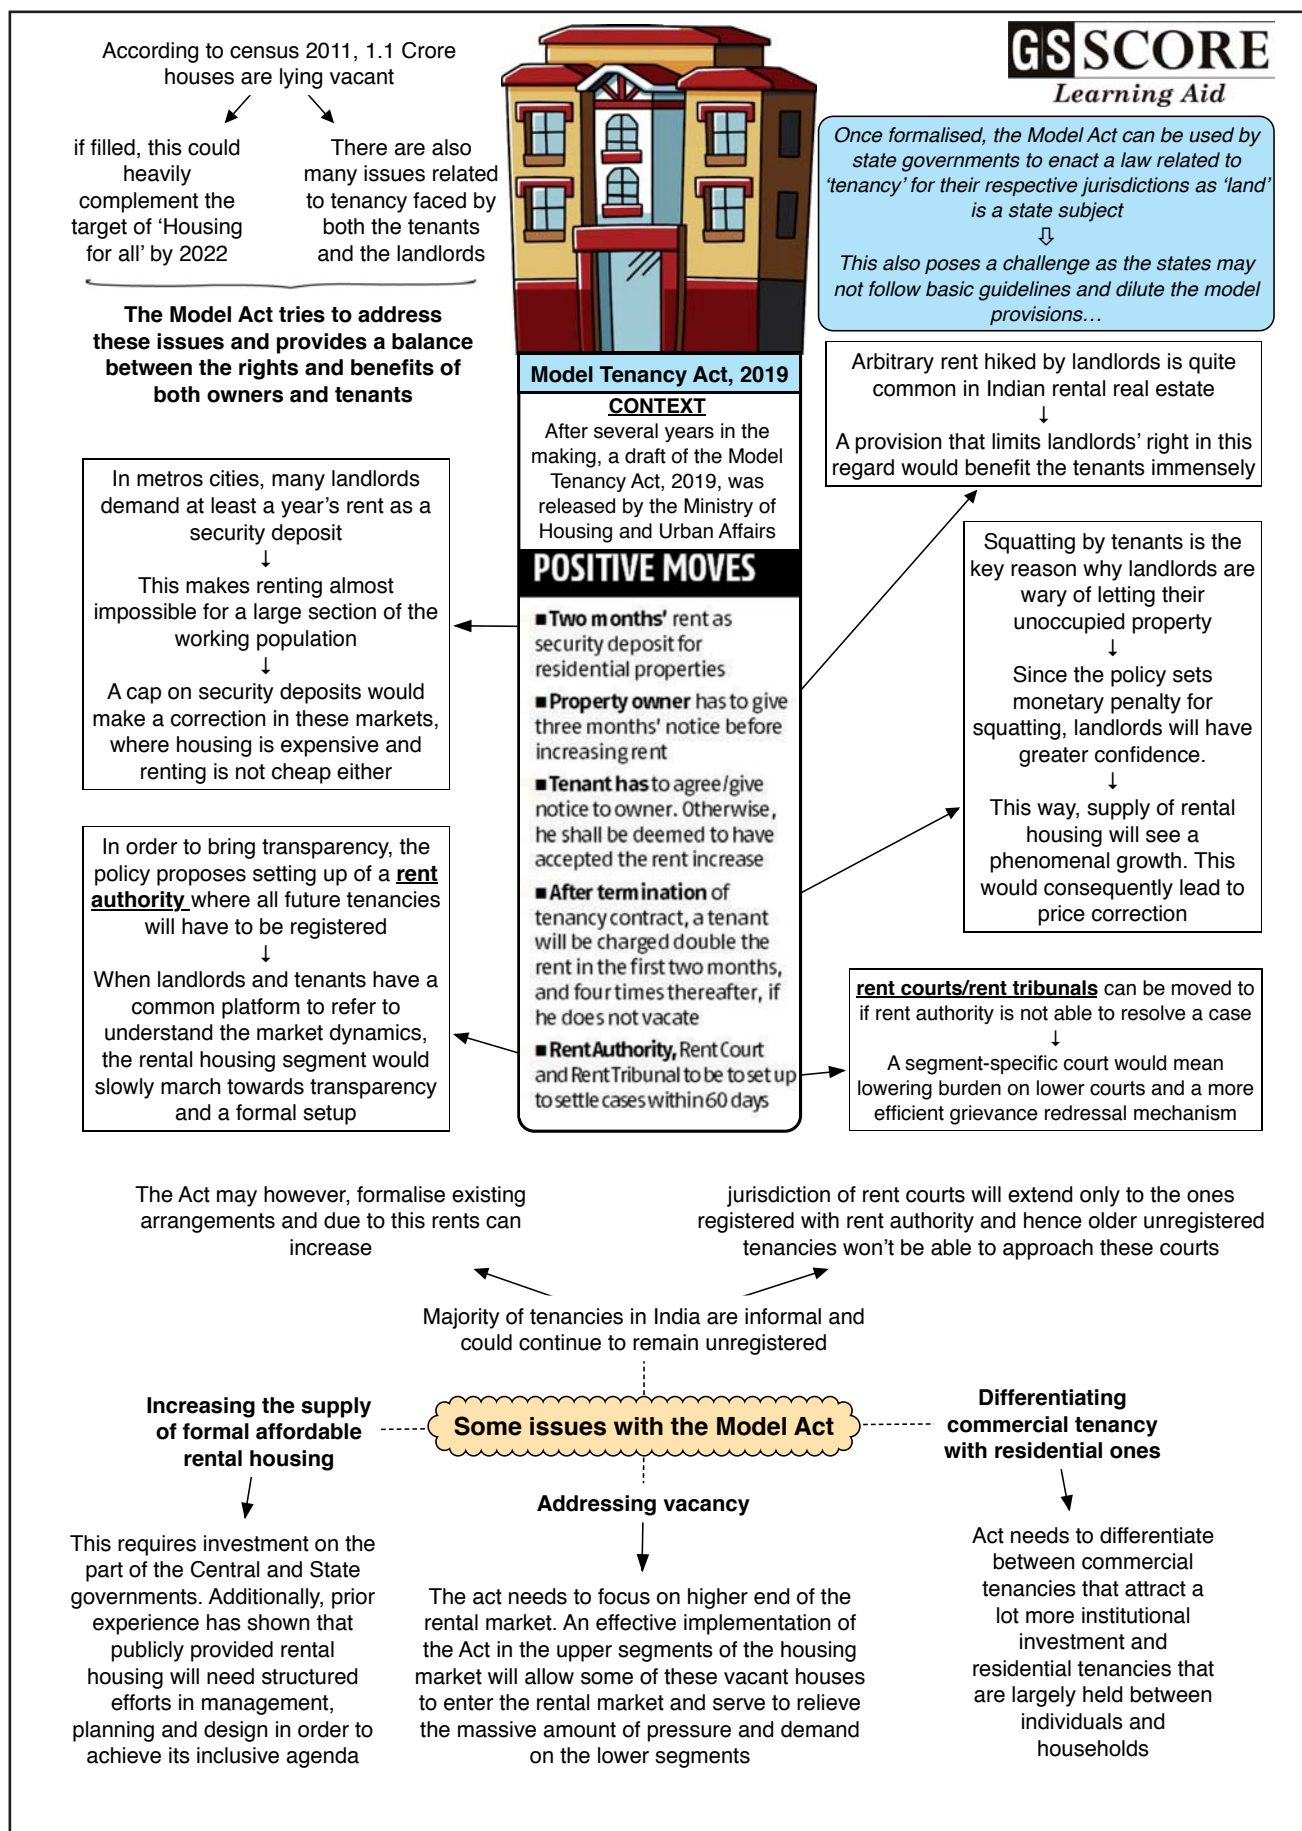 According to census 2011, 1.1 Crore
houses are lying vacant
if filled, this could
heavily
complement the
target of ‘Housing
for all’ by 2022
There are also
many issues related
to tenancy faced by
both the tenants
and the landlords
The Model Act tries to address
these issues and provides a balance
between the rights and benefits of
both owners and tenants
GS SCORE
Learning Aid
Once formalised, the Model Act can be used by
state governments to enact a law related to
‘tenancy’ for their respective jurisdictions as ‘land’
is a state subject
This also poses a challenge as the states may
not follow basic guidelines and dilute the model
provisions…
Model Tenancy Act, 2019
CONTEXT
After several years in the
making, a draft of the Model
Tenancy Act, 2019, was
released by the Ministry of
Housing and Urban Affairs
POSITIVE MOVES
■ Two months' rent as
security deposit for
residential properties
■ Property owner has to give
three months' notice before
increasing rent
■ Tenant has to agree/give
notice to owner. Otherwise,
he shall be deemed to have
accepted the rent increase
■ After termination of
tenancy contract, a tenant
will be charged double the
rent in the first two months,
and four times thereafter, if
he does not vacate
■ Rent Authority, Rent Court
and Rent Tribunal to be to set up
to settle cases within 60 days
In metros cities, many landlords
demand at least a year’s rent as a
security deposit
This makes renting almost
impossible for a large section of the
working population
A cap on security deposits would
make a correction in these markets,
where housing is expensive and
renting is not cheap either
In order to bring transparency, the
policy proposes setting up of a rent
authority where all future tenancies
will have to be registered
When landlords and tenants have a
common platform to refer to
understand the market dynamics,
the rental housing segment would
slowly march towards transparency
and a formal setup
Arbitrary rent hiked by landlords is quite
common in Indian rental real estate
A provision that limits landlords’ right in this
regard would benefit the tenants immensely
Squatting by tenants is the
key reason why landlords are
wary of letting their
unoccupied property
Since the policy sets
monetary penalty for
squatting, landlords will have
greater confidence.
This way, supply of rental
housing will see a
phenomenal growth. This
would consequently lead to
price correction
rent courts/rent tribunals can be moved to
if rent authority is not able to resolve a case
A segment-specific court would mean
lowering burden on lower courts and a more
efficient grievance redressal mechanism
The Act may however, formalise existing
arrangements and due to this rents can
increase
jurisdiction of rent courts will extend only to the ones
registered with rent authority and hence older unregistered
tenancies won’t be able to approach these courts
Majority of tenancies in India are informal and
could continue to remain unregistered
Some issues with the Model Act
Increasing the supply
of formal affordable
rental housing
This requires investment on the
part of the Central and State
governments. Additionally, prior
experience has shown that
publicly provided rental
housing will need structured
efforts in management,
planning and design in order to
achieve its inclusive agenda
Addressing vacancy
The act needs to focus on higher end of the
rental market. An effective implementation of
the Act in the upper segments of the housing
market will allow some of these vacant houses
to enter the rental market and serve to relieve
the massive amount of pressure and demand
on the lower segments
Differentiating
commercial tenancy
with residential ones
Act needs to differentiate
between commercial
tenancies that attract a
lot more institutional
investment and
residential tenancies that
are largely held between
individuals and
households